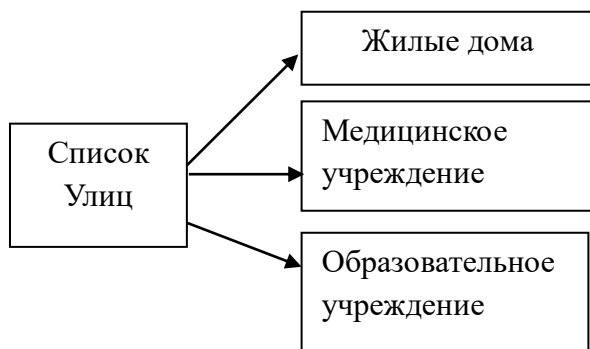 Жилые дома
Список
Улиц
Медицинское
учреждение
Образовательное
учреждение